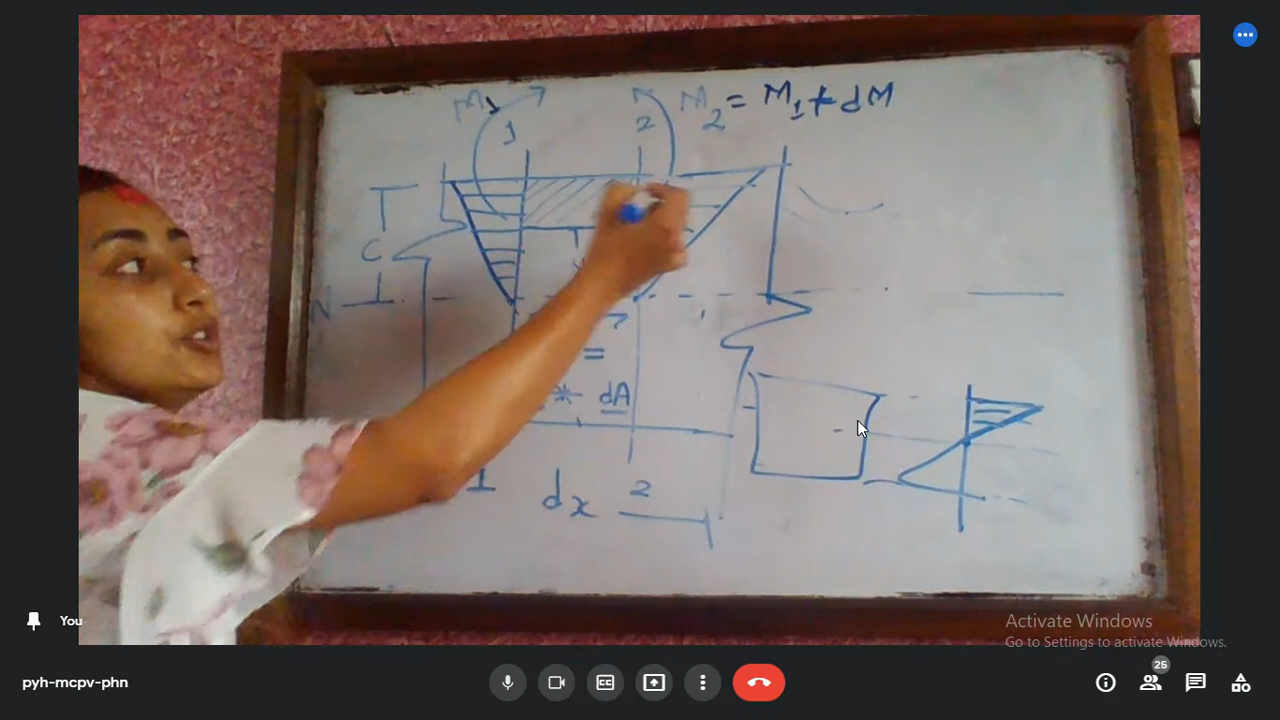 M1 M2 = M1 + dM
1 2
C
N
=
* dA
1 dx 2
You
Activate Windows
Go to Settings to activate Windows.
pyh-mcpv-phn
25